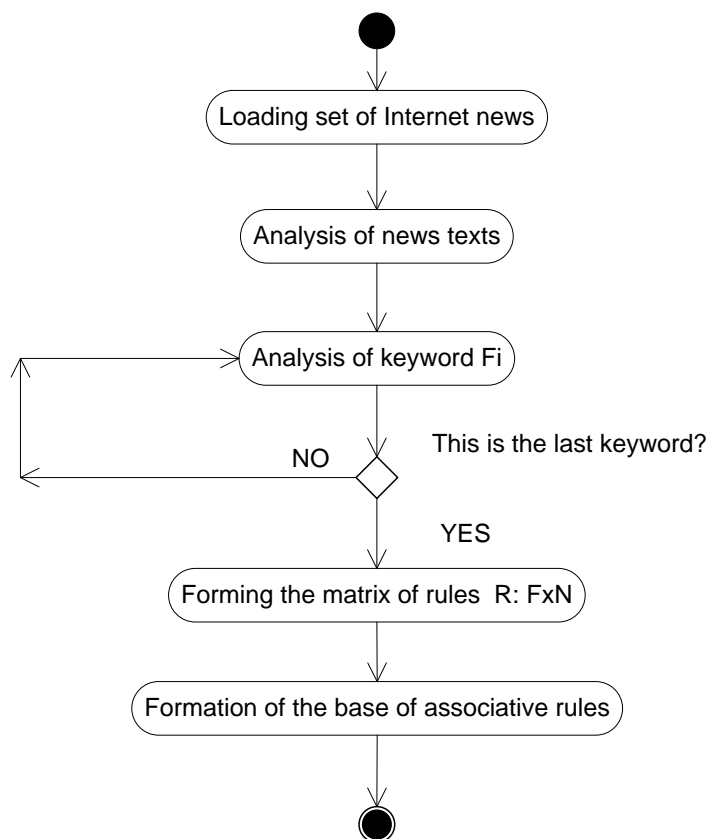 Loading set of Internet news
Analysis of news texts
Analysis of keyword Fi
This is the last keyword?
NO
YES
Forming the matrix of rules  R: FxN
Formation of the base of associative rules